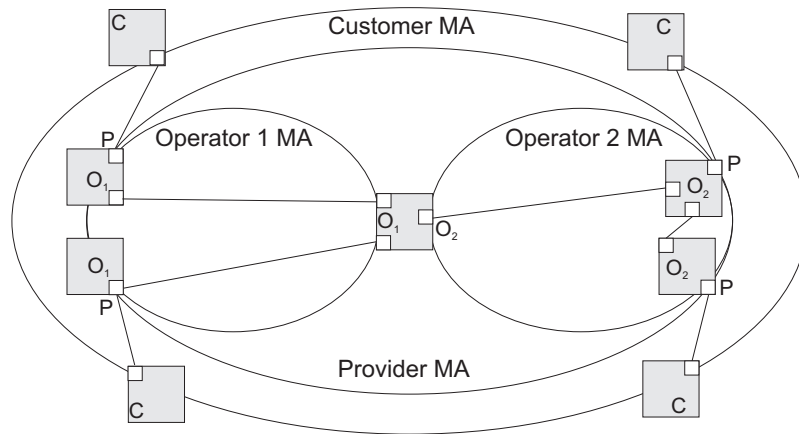 C
Customer MA
C
P
Operator 1 MA
Operator 2 MA
P
O₁
O₂
O₁
O₂
O₁
O₂
P
P
Provider MA
C
C